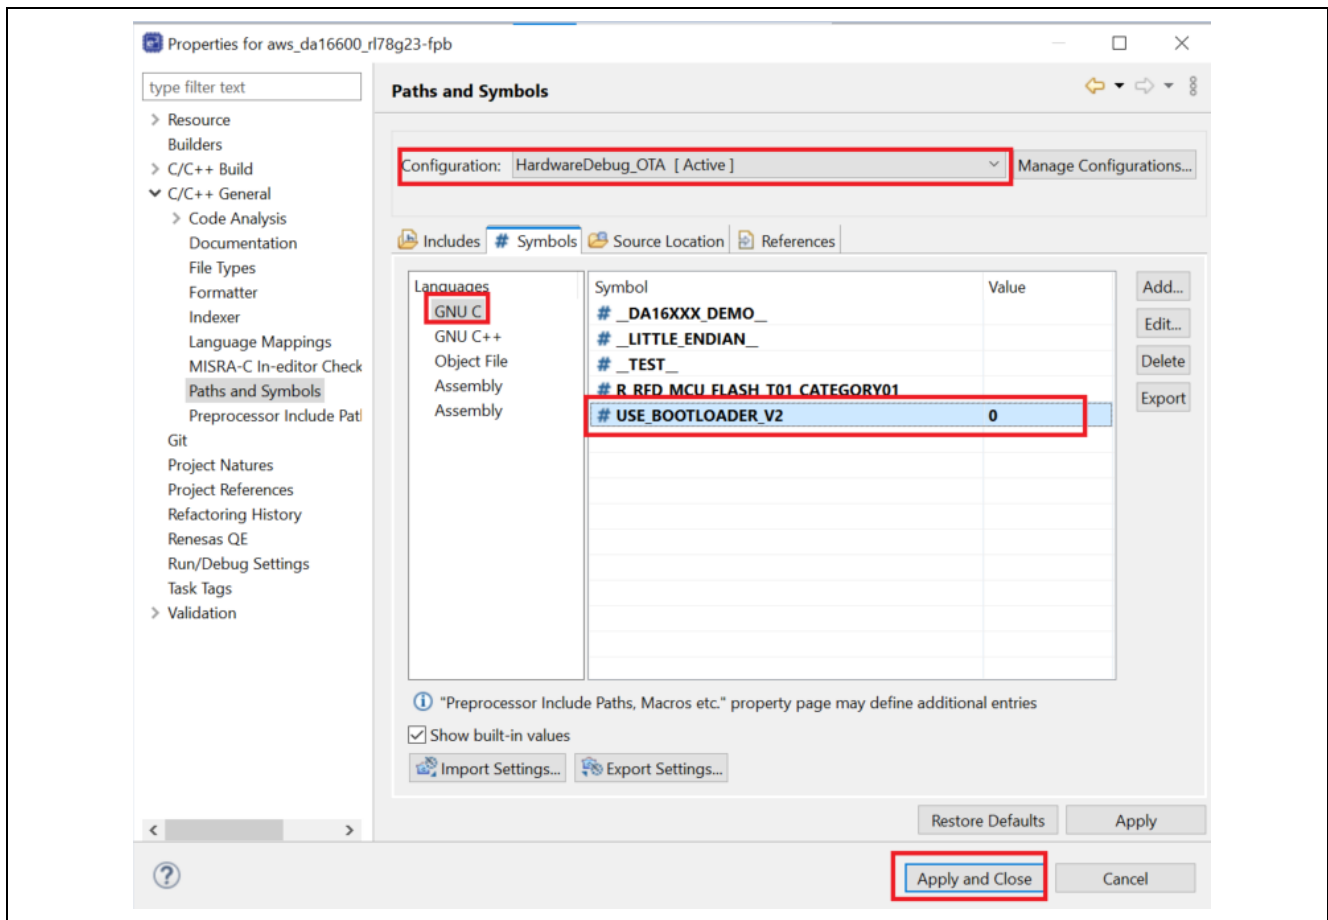 Properties for aws_da16600_rl78g23-fpb
type filter text
Resource
Builders
C/C++ Build
C/C++ General
Code Analysis
Documentation
File Types
Formatter
Indexer
Language Mappings
MISRA-C In-editor Check
Paths and Symbols
Preprocessor Include Pat
Git
Project Natures
Project References
Refactoring History
Renesas QE
Run/Debug Settings
Task Tags
Validation
Paths and Symbols
Configuration: HardwareDebug_OTA [ Active ] Manage Configurations...
Includes # Symbols Source Location References
Languages
GNU C
GNU C++
Object File
Assembly
Assembly
Symbol Value
# __DA16XXX_DEMO__
# __LITTLE_ENDIAN__
# __TEST__
# R_RFD_MCU_FLASH_T01_CATEGORY01
# USE_BOOTLOADER_V2 0
Add...
Edit...
Delete
Export
"Preprocessor Include Paths, Macros etc." property page may define additional entries
Show built-in values
Import Settings... Export Settings...
Restore Defaults Apply
? Apply and Close Cancel